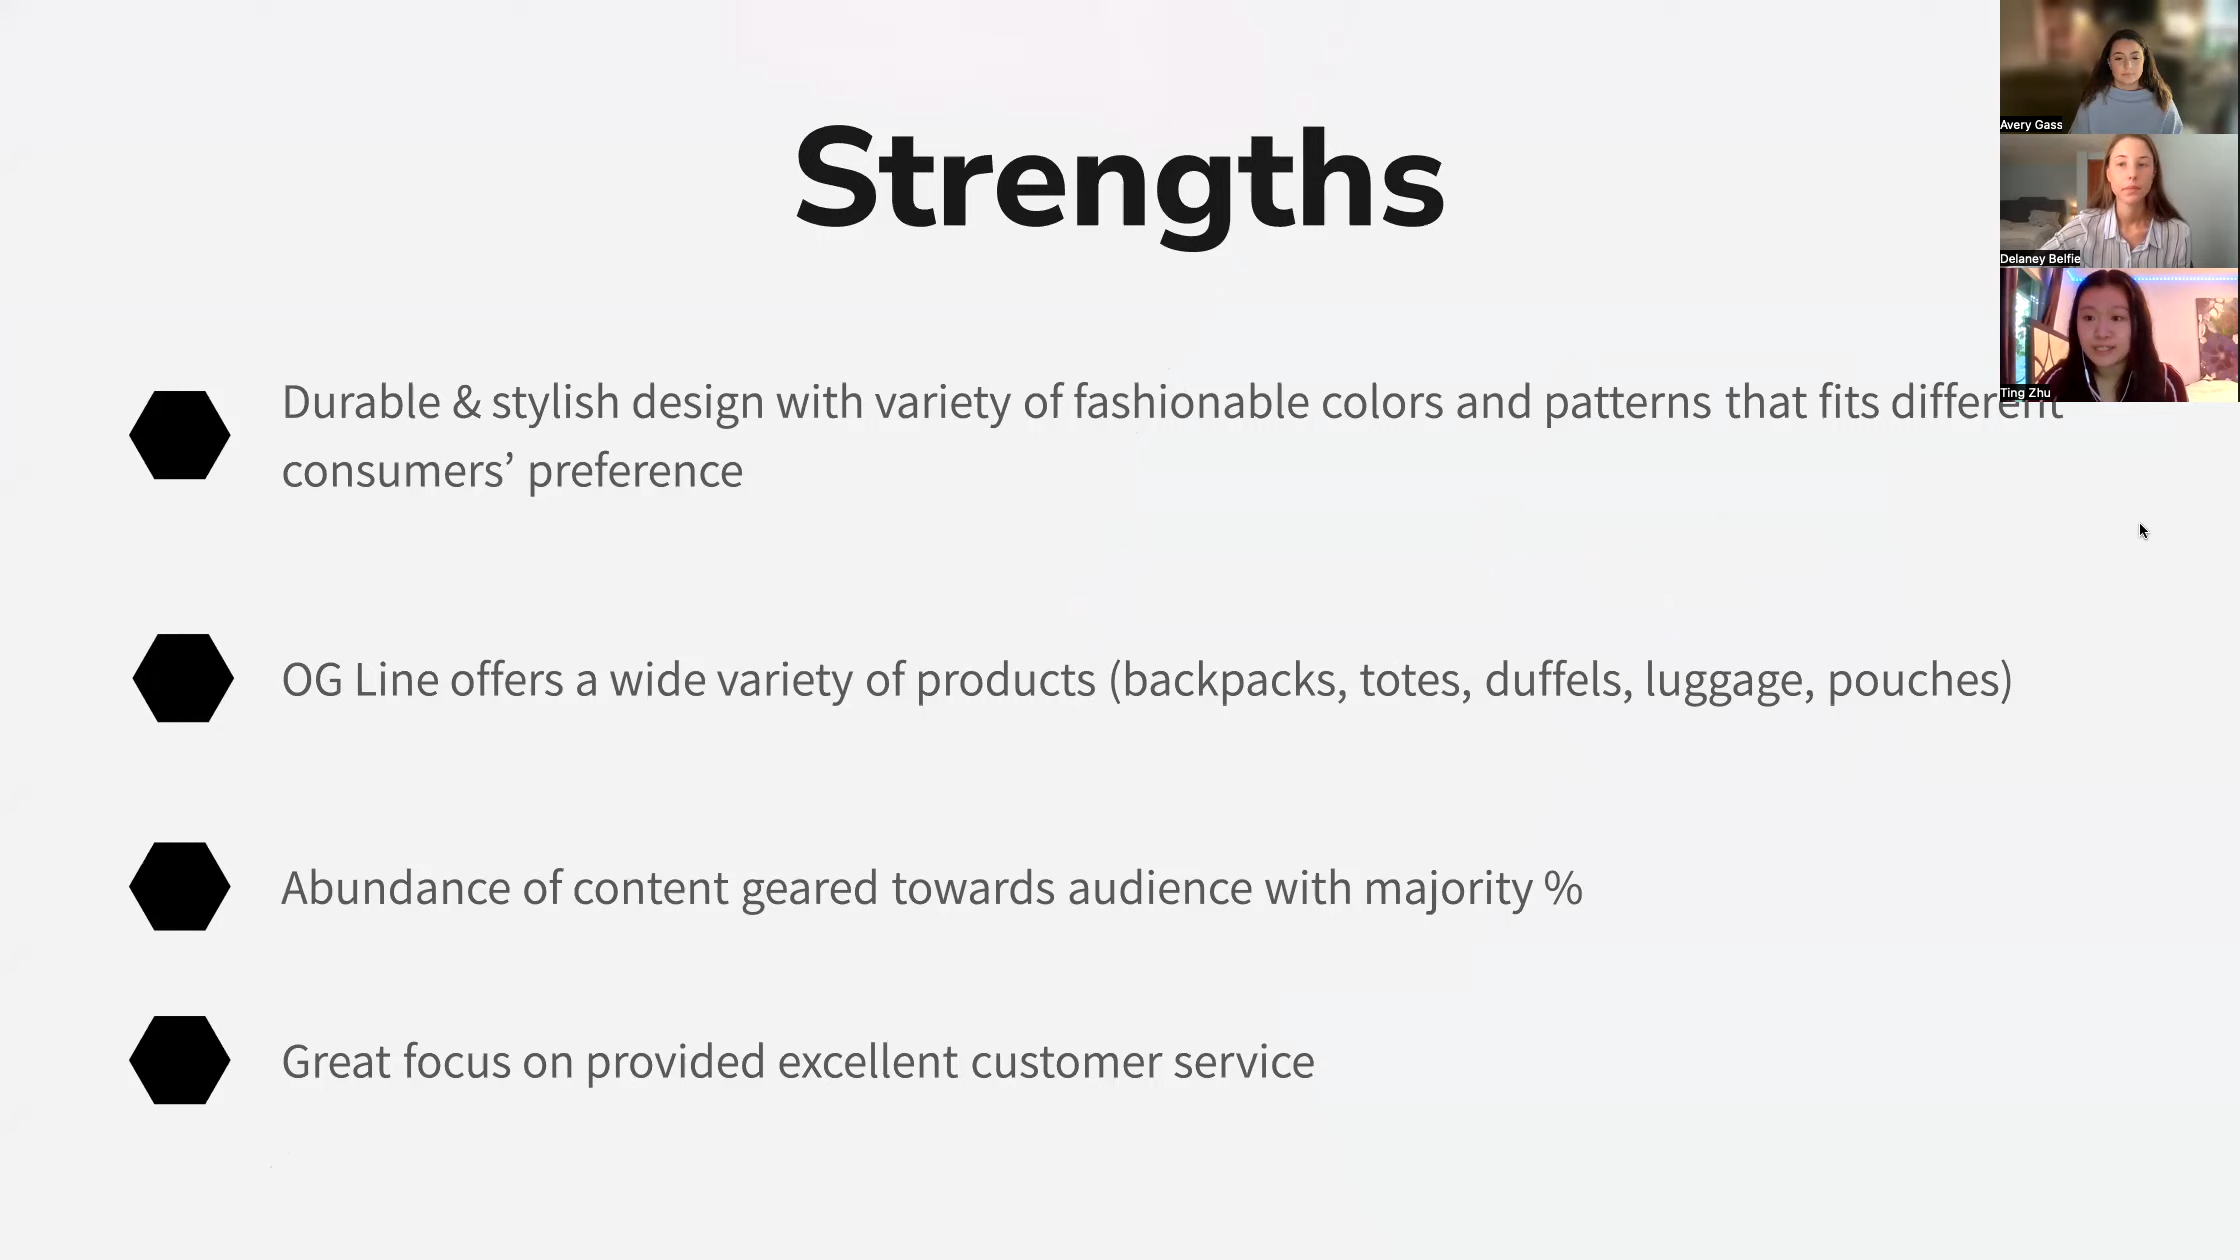 Strengths
Avery Gass
Delaney Belfie
Ting Zhu
Durable & stylish design with variety of fashionable colors and patterns that fits different
consumers’ preference
OG Line offers a wide variety of products (backpacks, totes, duffels, luggage, pouches)
Abundance of content geared towards audience with majority %
Great focus on provided excellent customer service